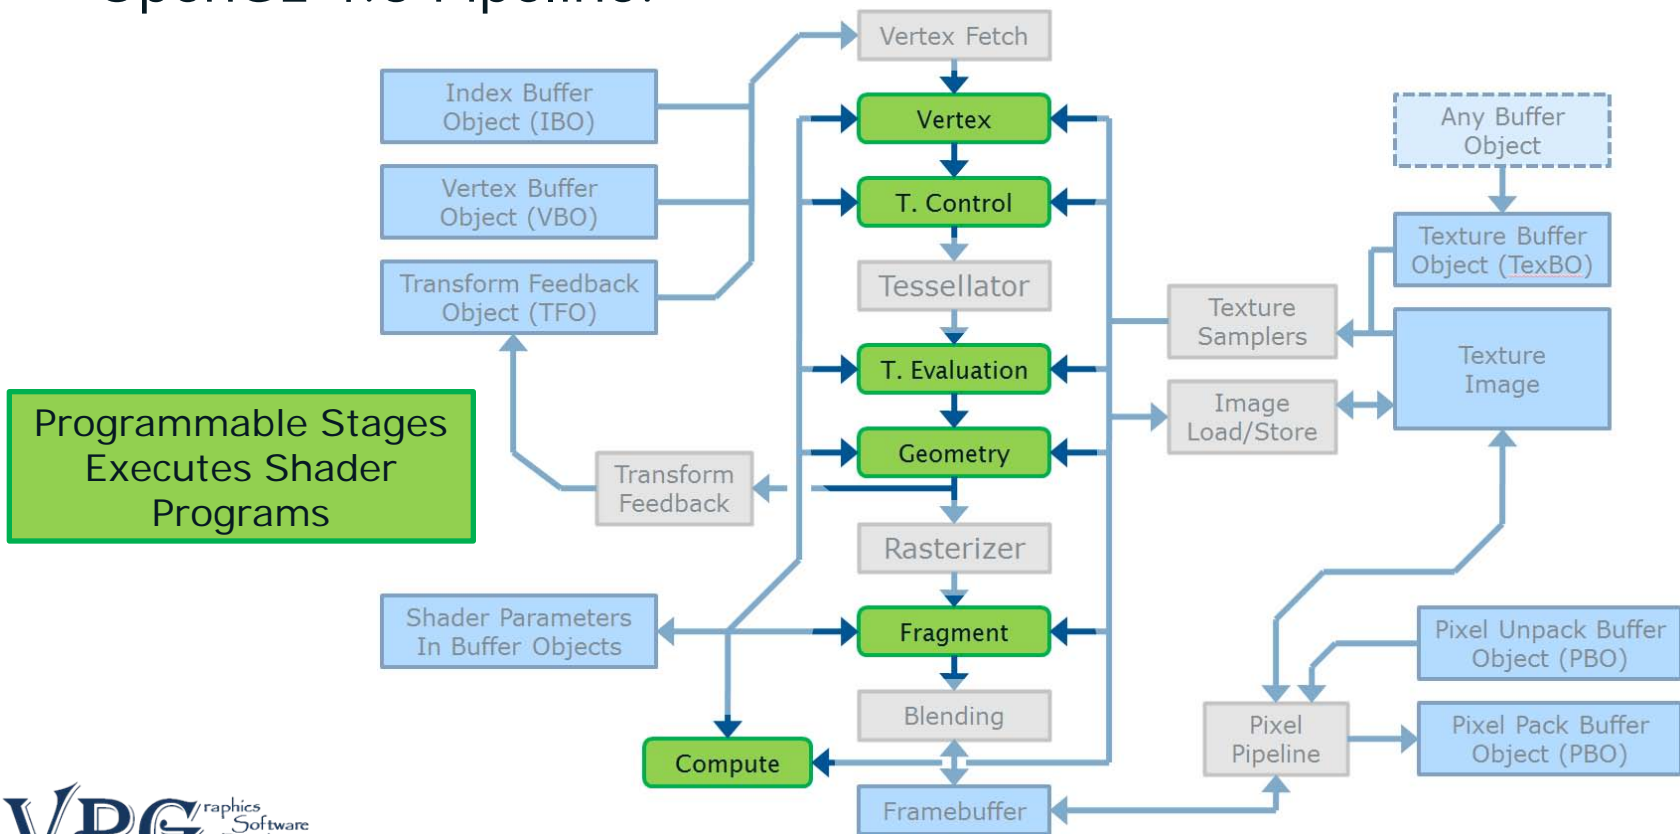 Vertex Fetch
Index Buffer
Object (IBO)
Vertex
Any Buffer
Object
Vertex Buffer
Object (VBO)
T. Control
Texture Buffer
Object (TexBO)
Transform Feedback
Object (TFO)
Tessellator
Texture
Samplers
Texture
Image
T. Evaluation
Image
Load/Store
Programmable Stages
Executes Shader
Programs
Geometry
Transform
Feedback
Rasterizer
Shader Parameters
In Buffer Objects
Fragment
Pixel Unpack Buffer
Object (PBO)
Blending
Pixel
Pipeline
Pixel Pack Buffer
Object (PBO)
Compute
Framebuffer
raphics
Software